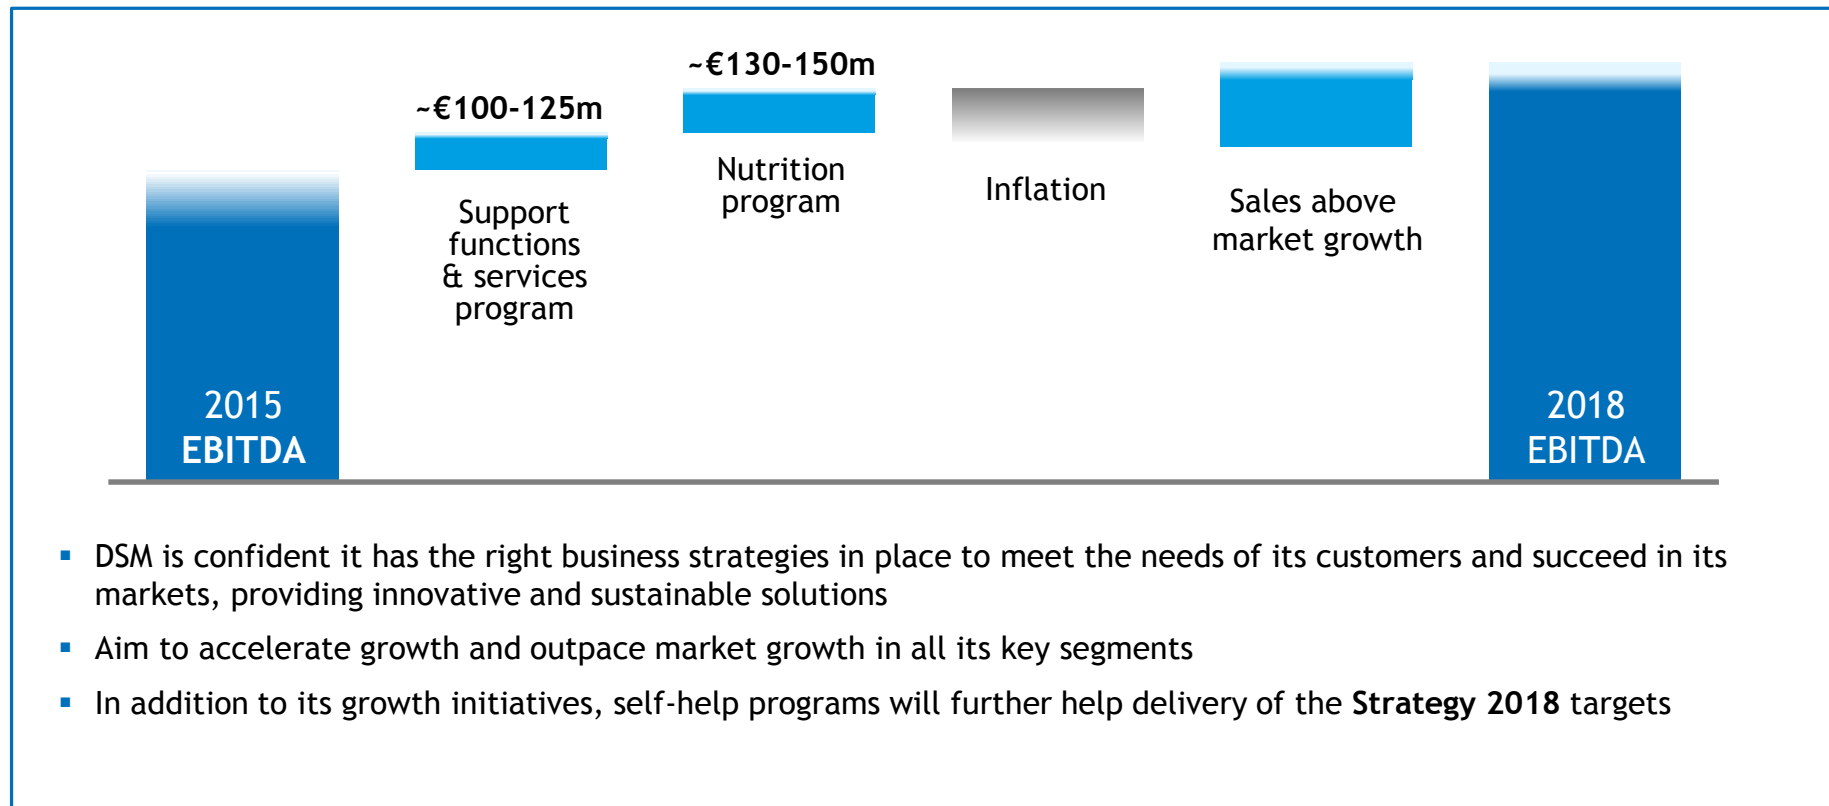 ~€100-125m
Support
functions
& services
program
~€130-150m
Nutrition
program
Inflation
Sales above
market growth
2015
EBITDA
2018
EBITDA
▪ DSM is confident it has the right business strategies in place to meet the needs of its customers and succeed in its
markets, providing innovative and sustainable solutions
▪ Aim to accelerate growth and outpace market growth in all its key segments
▪ In addition to its growth initiatives, self-help programs will further help delivery of the Strategy 2018 targets